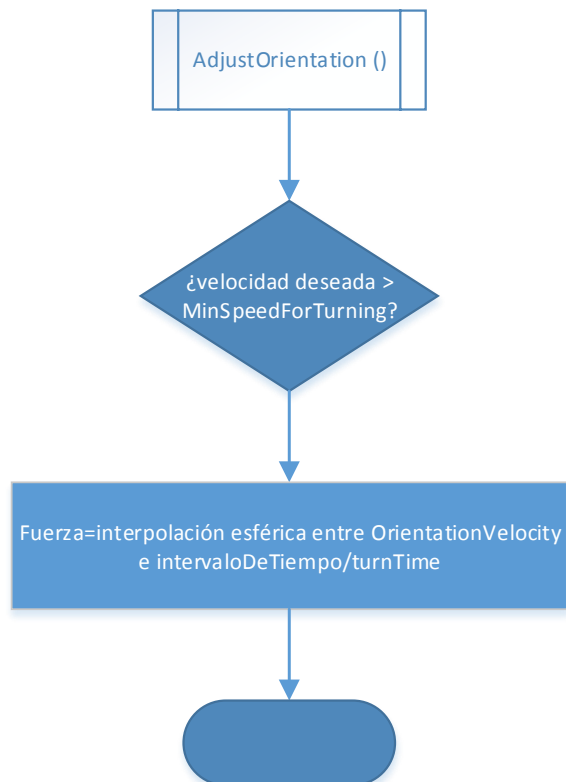 AdjustOrientation ()
¿velocidad deseada >
MinSpeedForTurning?
Fuerza=interpolación esférica entre OrientationVelocity
e intervaloDeTiempo/turnTime